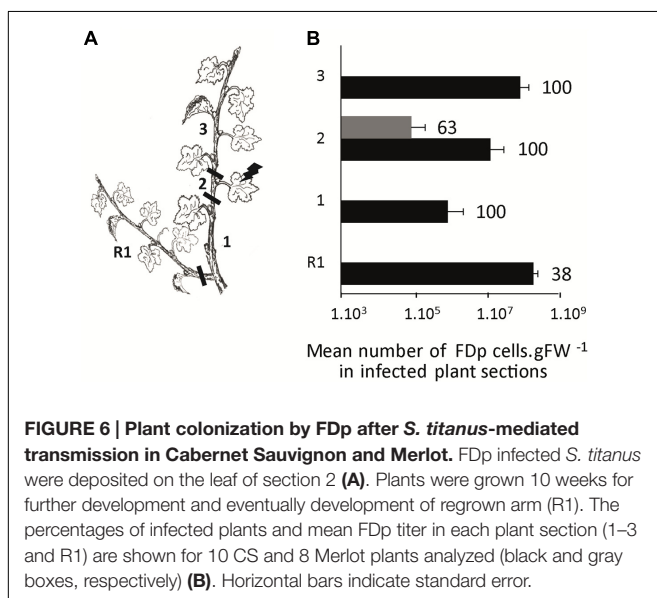 A
B
3
2
1
R1
3
100
2
63
100
1
100
R1
38
1.10³ 1.10⁵ 1.10⁷ 1.10⁹
Mean number of FDp cells.gFW ⁻¹
in infected plant sections
FIGURE 6 | Plant colonization by FDp after S. titanus-mediated
transmission in Cabernet Sauvignon and Merlot. FDp infected S. titanus
were deposited on the leaf of section 2 (A). Plants were grown 10 weeks for
further development and eventually development of regrown arm (R1). The
percentages of infected plants and mean FDp titer in each plant section (1–3
and R1) are shown for 10 CS and 8 Merlot plants analyzed (black and gray
boxes, respectively) (B). Horizontal bars indicate standard error.